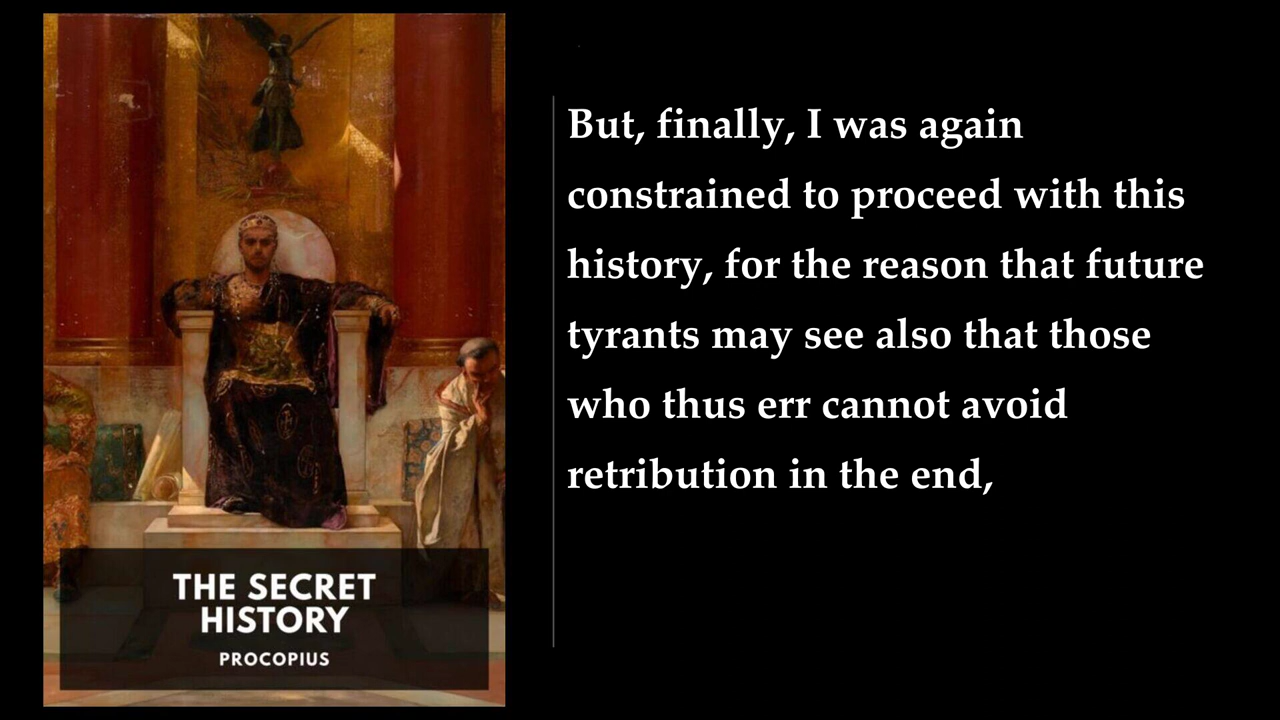 THE SECRET
HISTORY
PROCOPIUS
But, finally, I was again
constrained to proceed with this
history, for the reason that future
tyrants may see also that those
who thus err cannot avoid
retribution in the end,